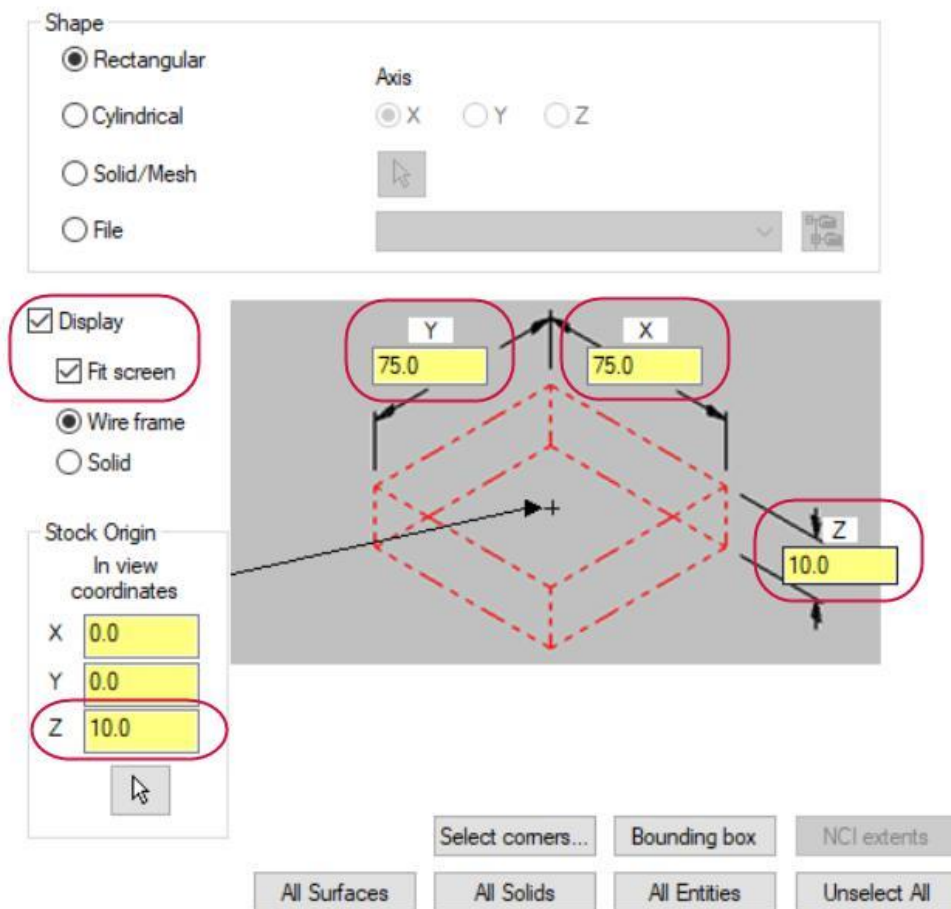 Shape
Rectangular
Axis
Cylindrical
X Y Z
Solid/Mesh
File
Display
Fit screen
Wire frame
Solid
Y X
75.0 75.0
Z
10.0
Stock Origin
In view
coordinates
X 0.0
Y 0.0
Z 10.0
Select corners... Bounding box NCI extents
All Surfaces All Solids All Entities Unselect All